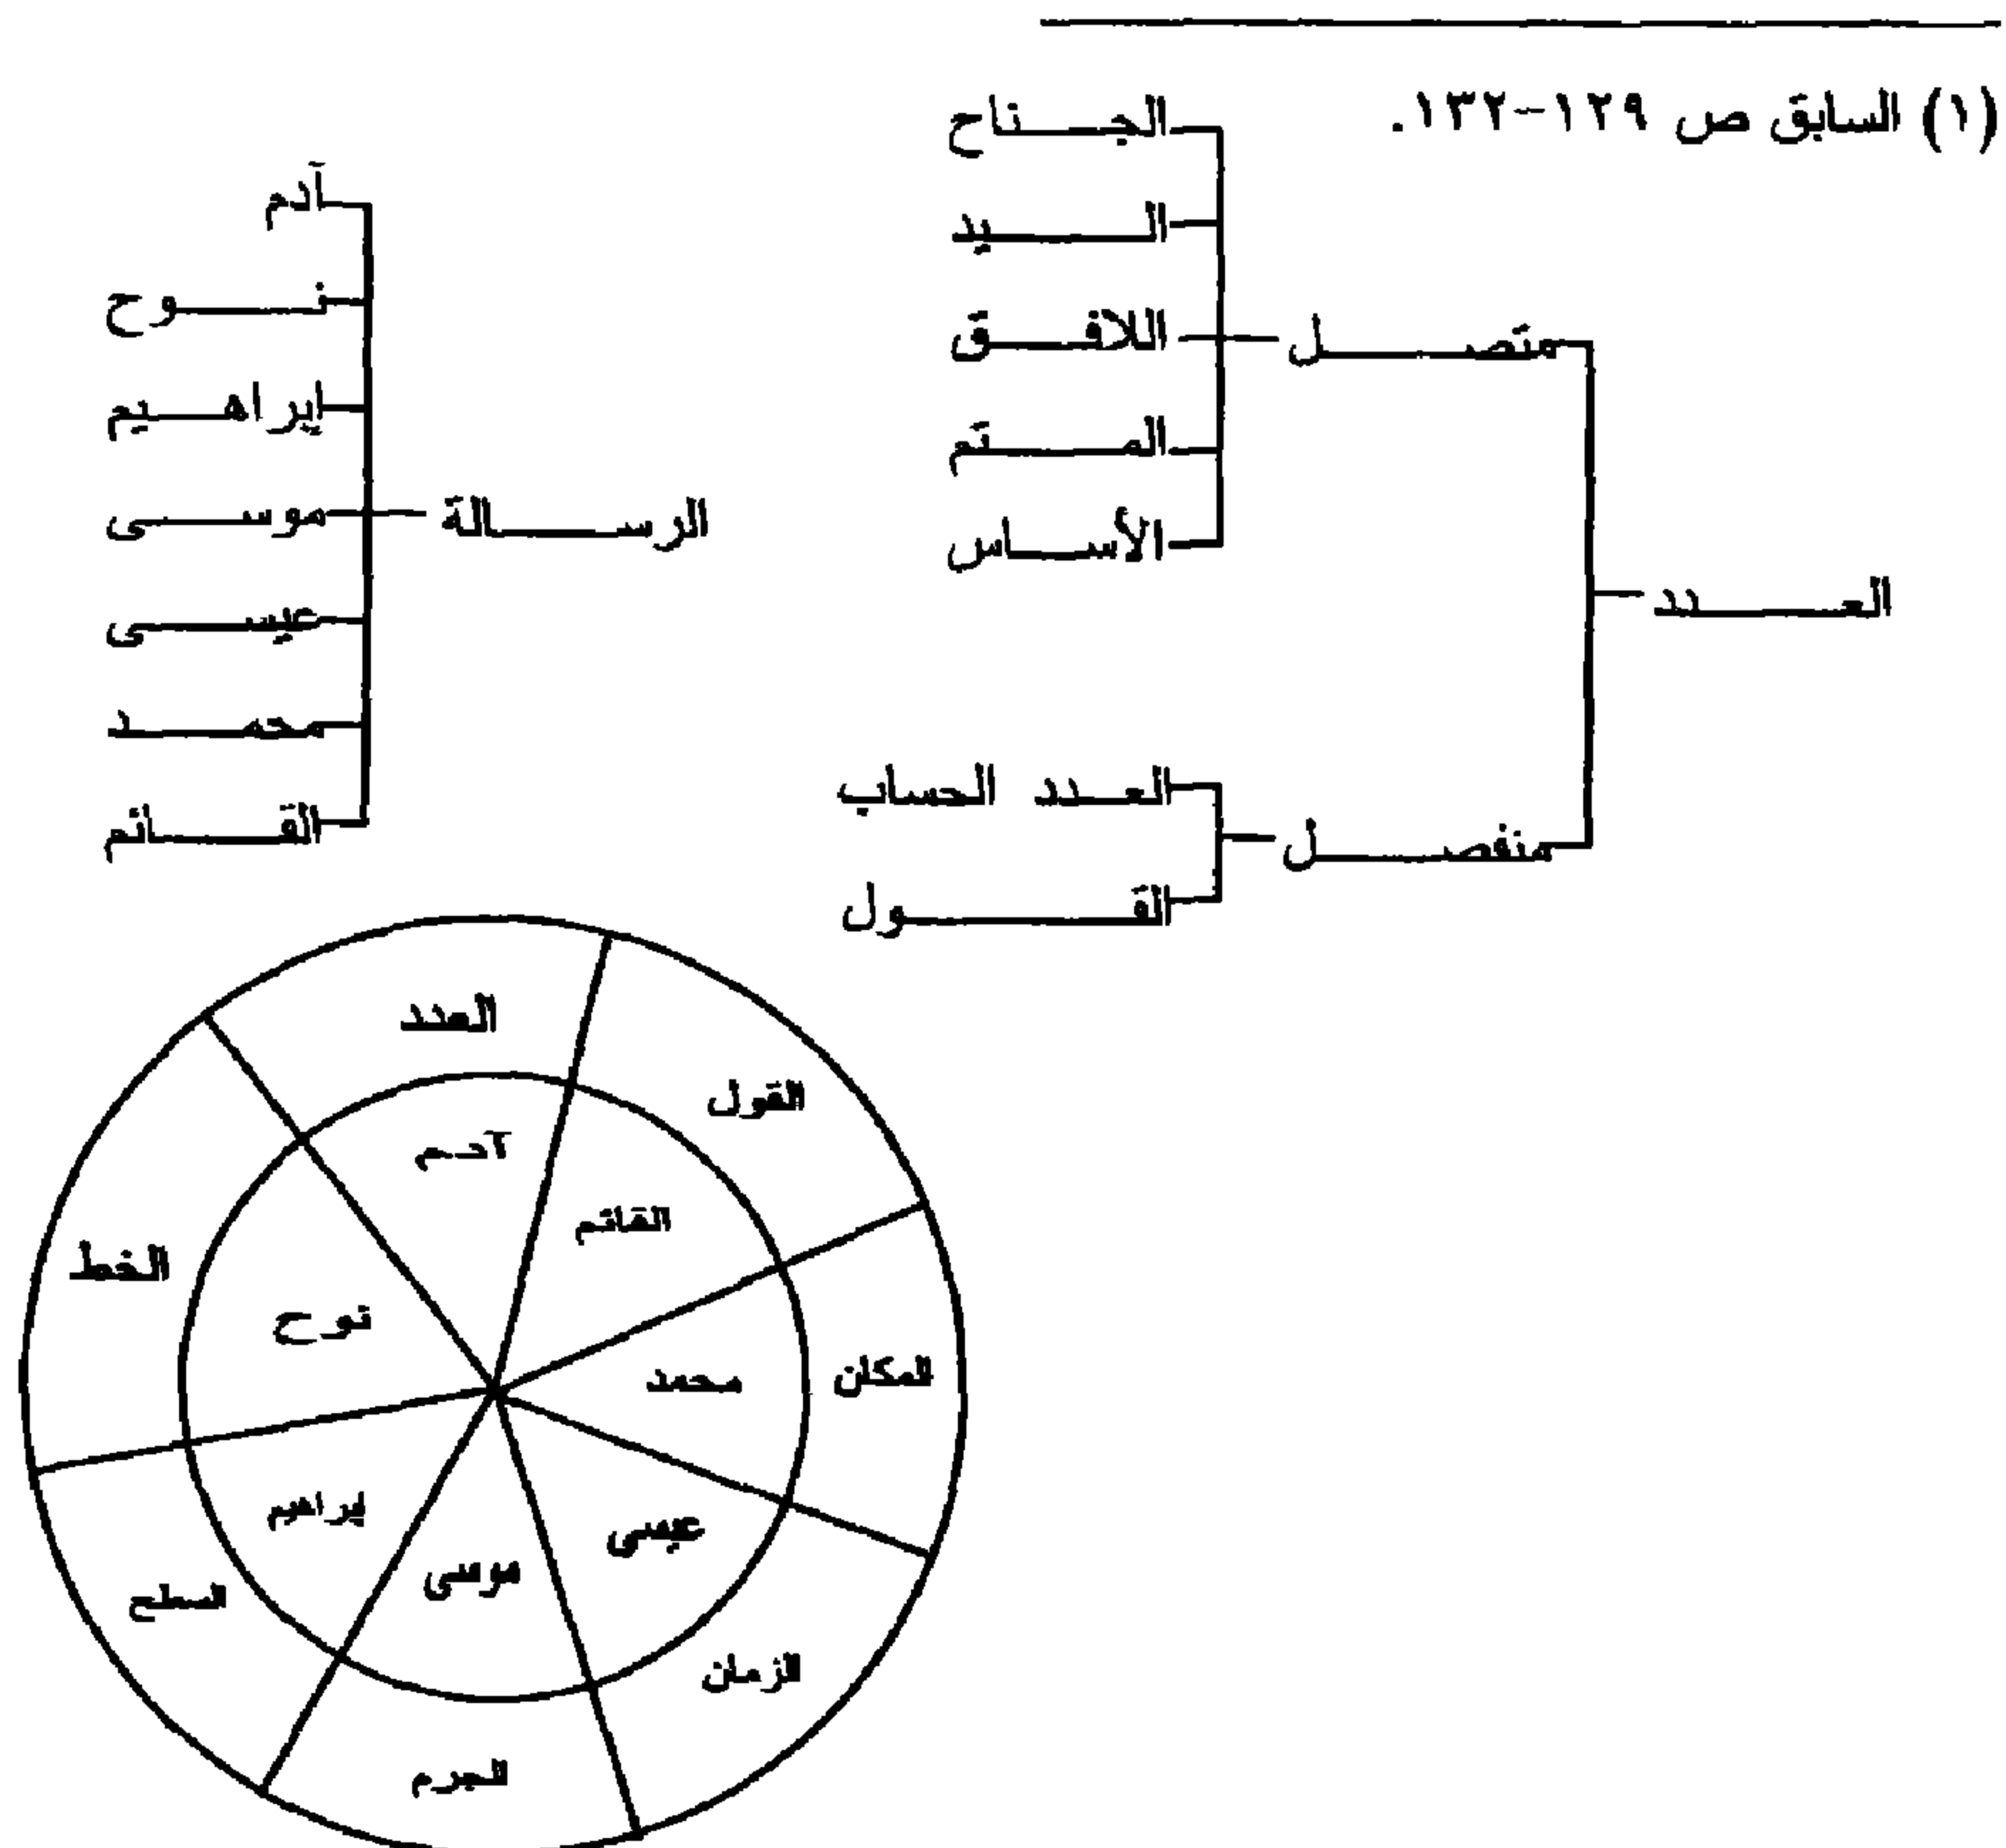 (١) السابق ص ١٢٩-١٣٢.
العدد
متصل
الجناح
اليد
اللافق
المتم
الأساس
منفصل
العدد الحساب
القول
الرسالة
آدم
نوح
إبراهيم
موسى
عيسى
محمد
القائم
العدد
القول
المكان
الزمان
الجرم
السطح
الخط
آدم
القائم
محمد
عيسى
موسى
إبراهيم
نوح